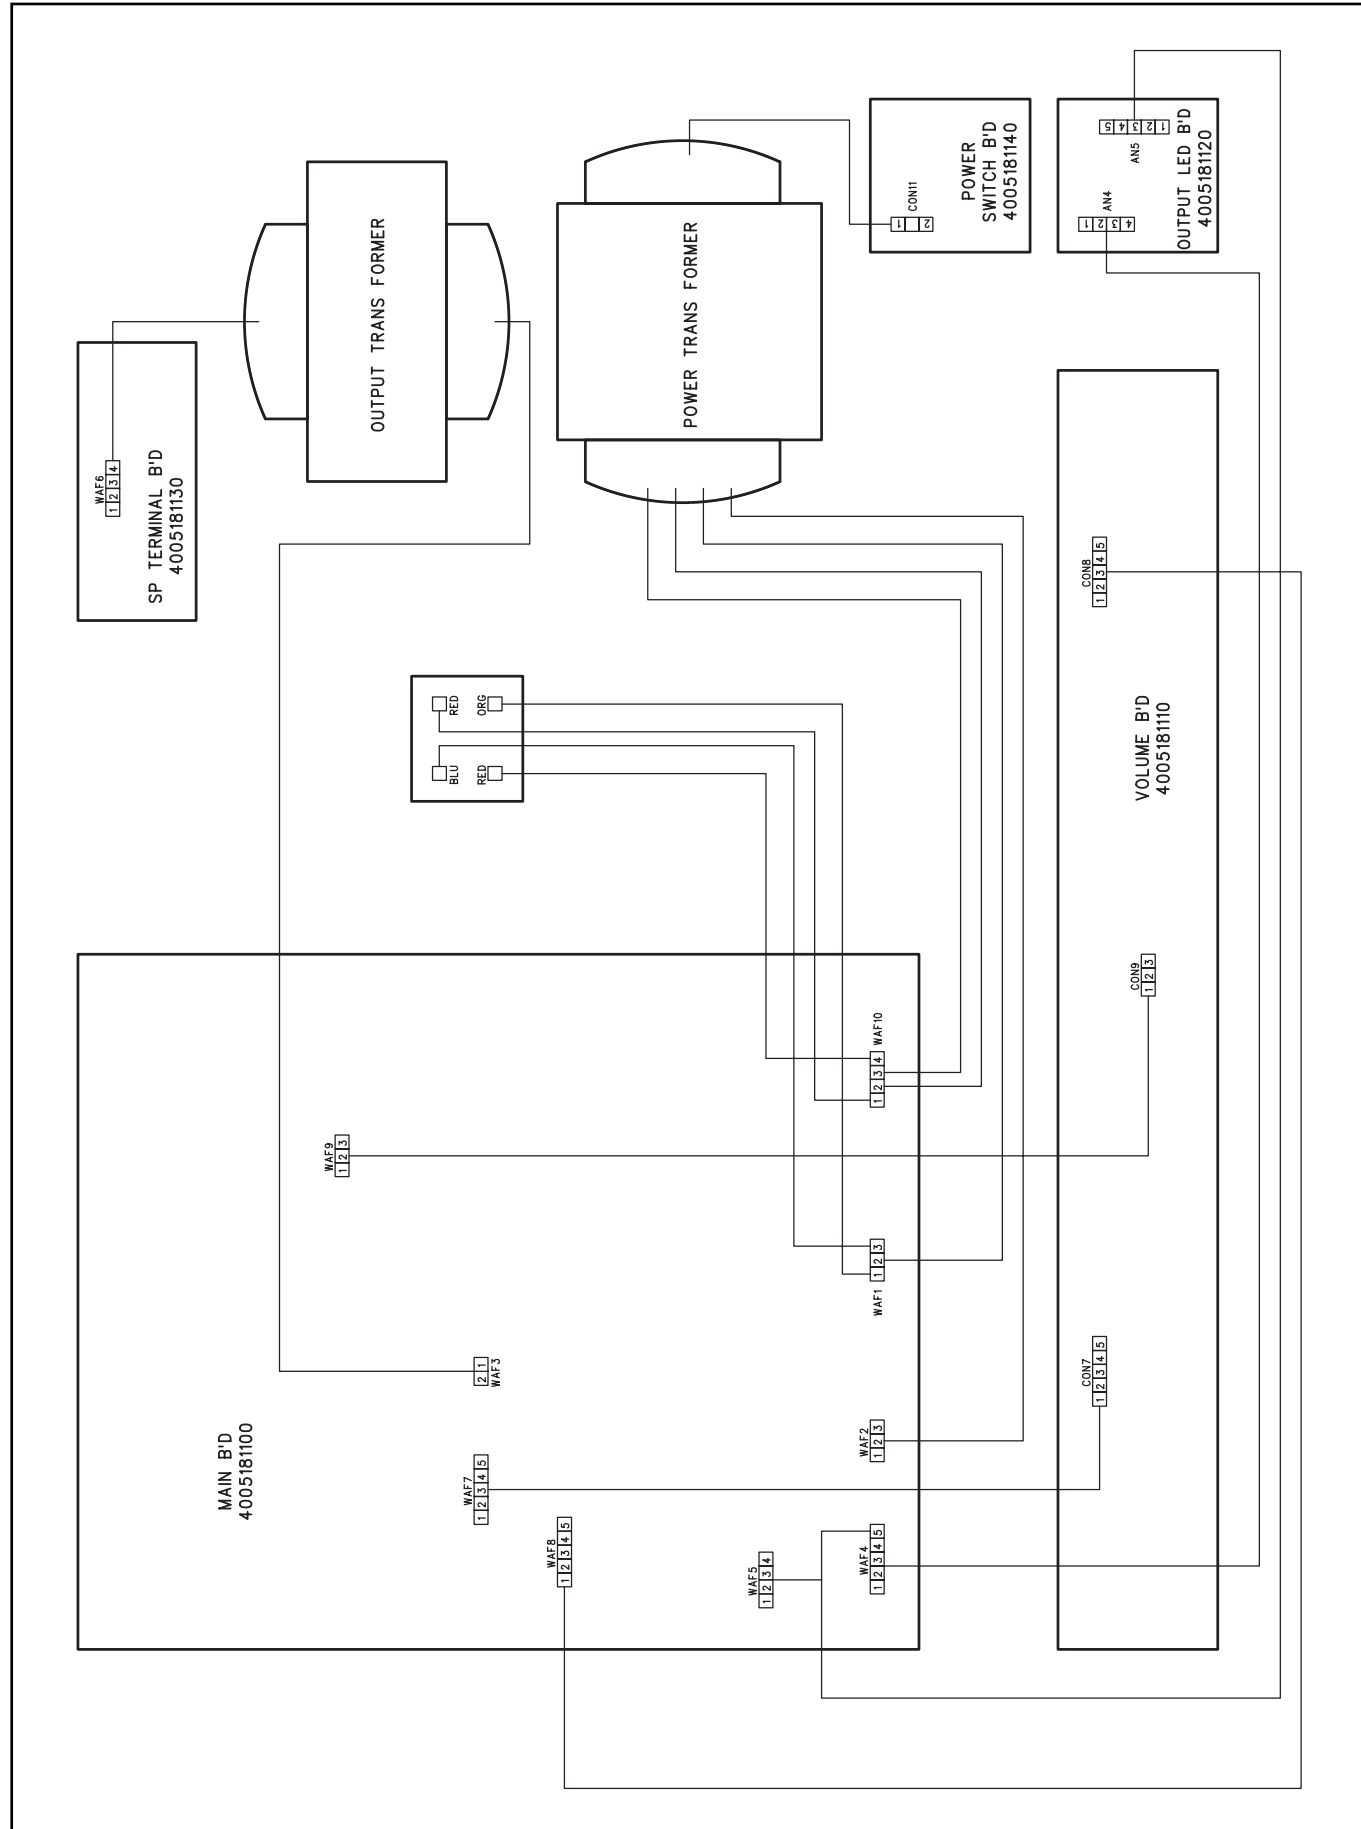 WAF6
1 2 3 4
SP TERMINAL B'D
4005181130
OUTPUT TRANS FORMER
POWER TRANS FORMER
CON11
1 2
POWER
SWITCH B'D
4005181140
AN4
1 2 3 4
AN5
5 4 3 2 1
OUTPUT LED B'D
4005181120
RED
ORG
BLU
RED
CON8
1 2 3 4 5
VOLUME B'D
4005181110
CON9
1 2 3
CON7
1 2 3 4 5
WAF10
1 2 3 4
WAF9
1 2 3
WAF1
1 2 3
WAF3
2 1
MAIN B'D
4005181100
WAF2
1 2 3
WAF7
1 2 3 4 5
WAF8
1 2 3 4 5
WAF5
1 2 3 4
WAF4
1 2 3 4 5